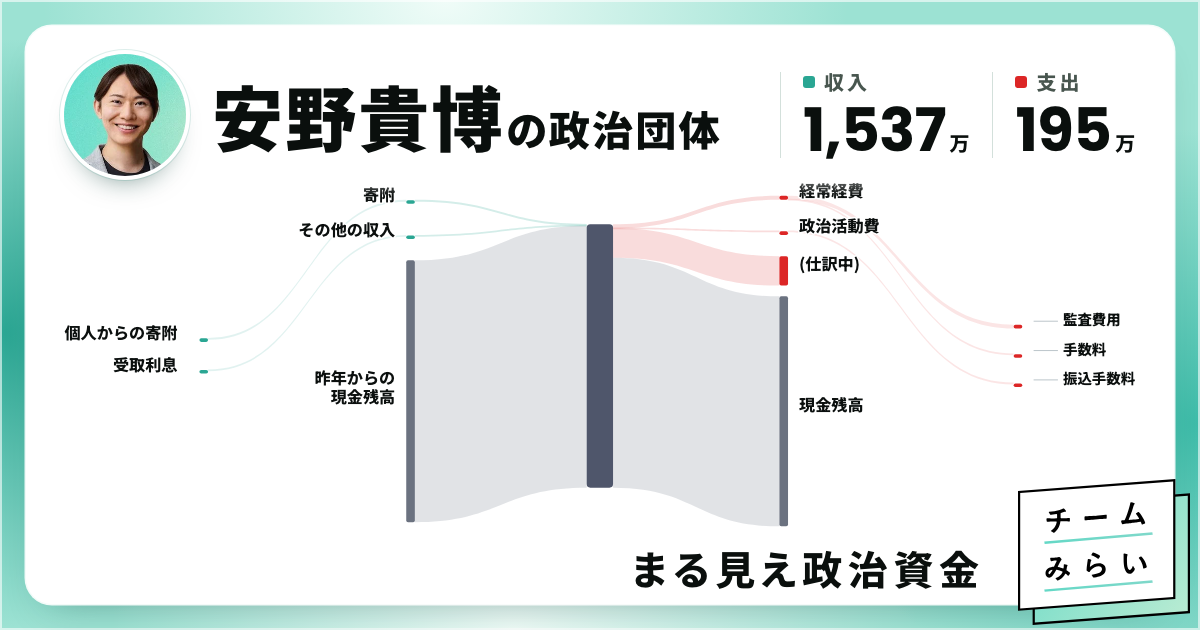 安野貴博の政治団体
収入
1,537万
支出
195万
寄附
その他の収入
個人からの寄附
受取利息
昨年からの
現金残高
経常経費
政治活動費
(仕訳中)
現金残高
監査費用
手数料
振込手数料
まる見え政治資金
チーム
みらい